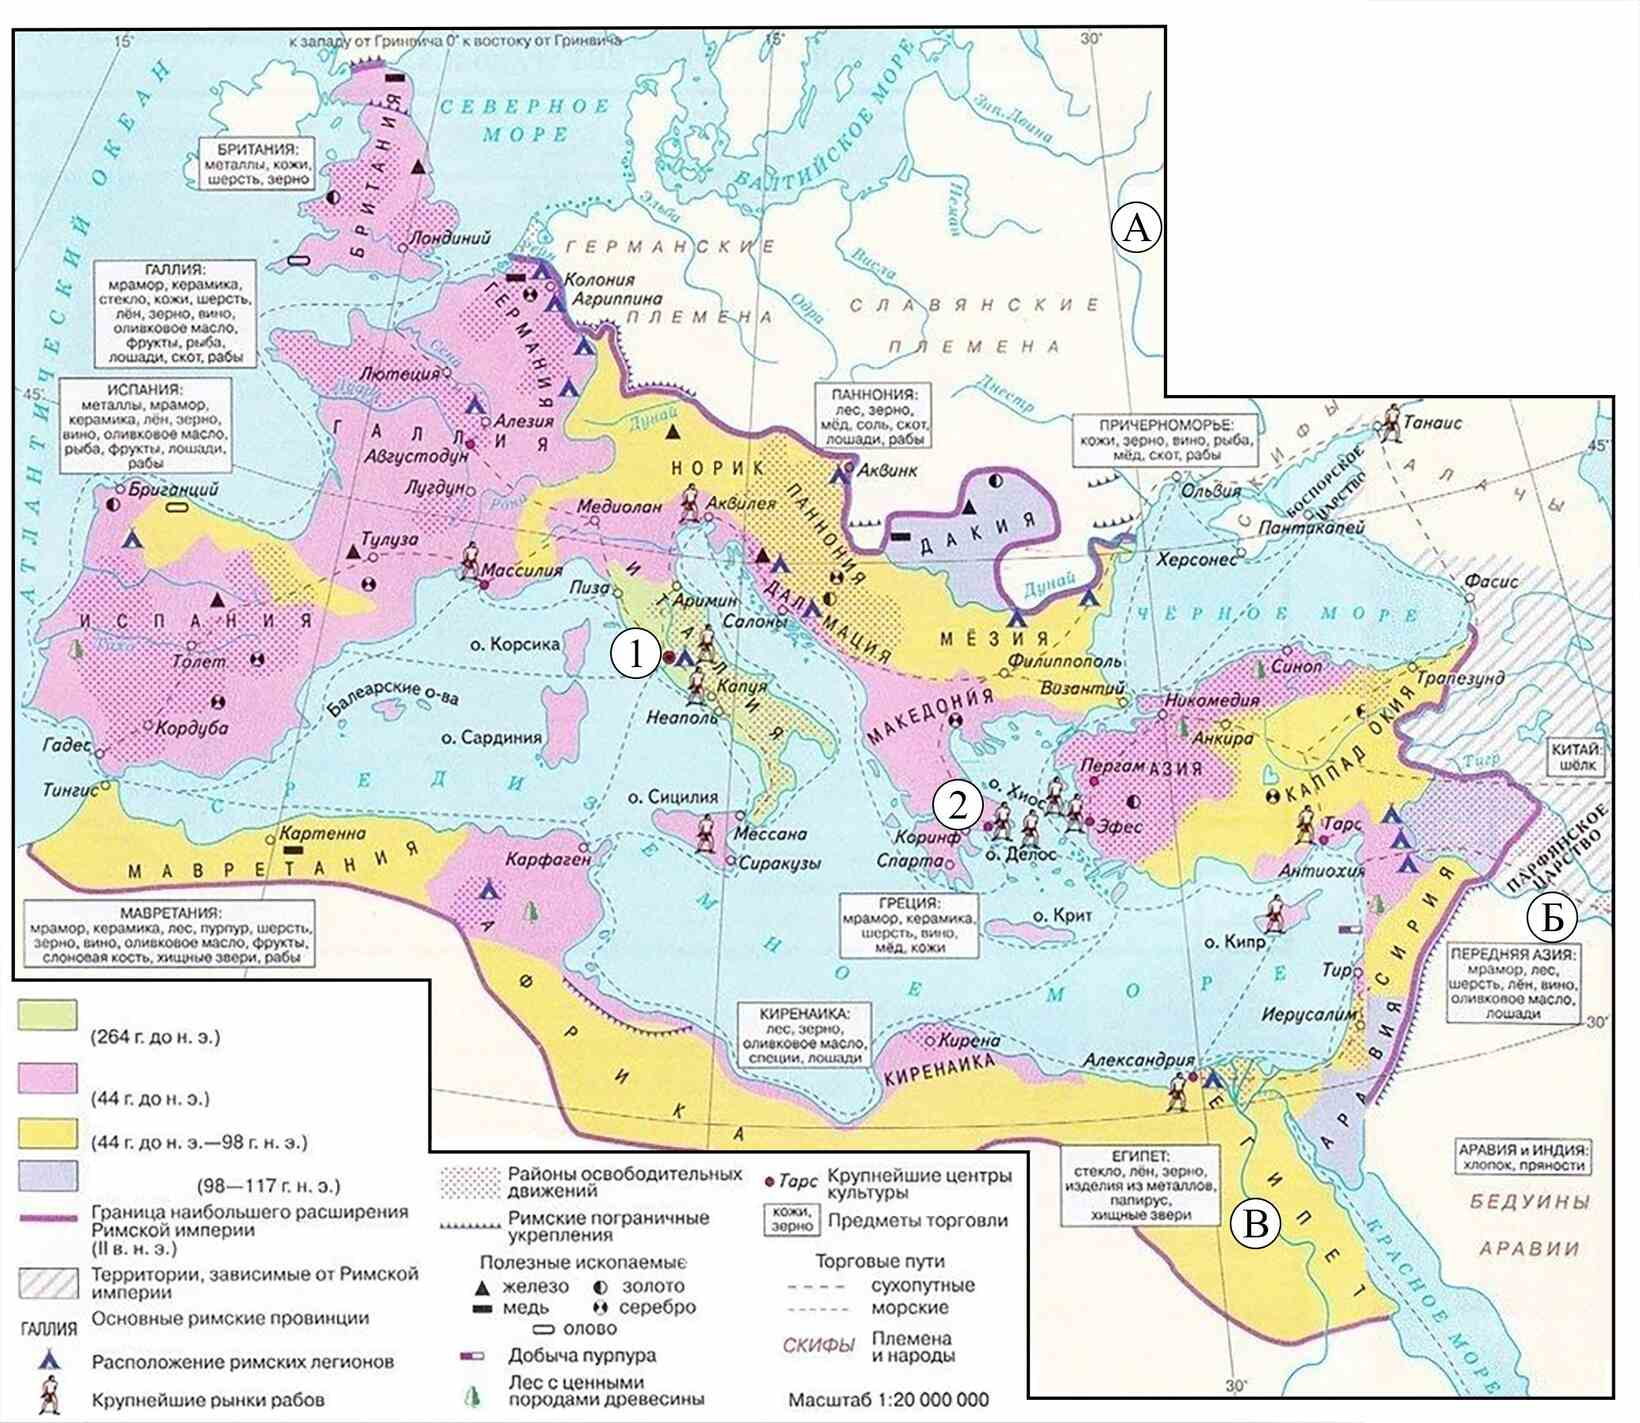 15°
к западу от Гринвича 0° к востоку от Гринвича
15°
30°
АТЛАНТИЧЕСКИЙ ОКЕАН
СЕВЕРНОЕ
МОРЕ
БАЛТИЙСКОЕ МОРЕ
Зап. Двина
Неман
А
БРИТАНИЯ:
металлы, кожи,
шерсть, зерно
БРИТАНИЯ
Лондиний
Эльба
Рейн
ГЕРМАНСКИЕ
ПЛЕМЕНА
Висла
Одра
СЛАВЯНСКИЕ
ПЛЕМЕНА
Днестр
ГАЛЛИЯ:
мрамор, керамика,
стекло, кожи, шерсть,
лён, зерно, вино,
оливковое масло,
фрукты, рыба,
лошади, скот, рабы
Колония
Агриппина
ГЕРМАНИЯ
Сена
Лютеция
Лигер
Алезия
ГАЛЛИЯ
Августодун
Лугдун
Рона
45°
ИСПАНИЯ:
металлы, мрамор,
керамика, лён, зерно,
вино, оливковое масло,
рыба, фрукты, лошади,
рабы
Дунай
ПАННОНИЯ:
лес, зерно,
мёд, соль, скот,
лошади, рабы
ПРИЧЕРНОМОРЬЕ:
кожи, зерно, вино, рыба,
мёд, скот, рабы
Танаис
45°
СКИФЫ
АЛАНЫ
БОСПОРСКОЕ
ЦАРСТВО
Ольвия
Пантикапей
Херсонес
Фасис
НОРИК
Аквинк
ПАННОНИЯ
ДАКИЯ
Дунай
Бриганций
Тулуза
Массилия
Медиолан
Аквилея
Пиза
Аримин
Салоны
ДАЛМАЦИЯ
ИТАЛИЯ
МЁЗИЯ
ЧЁРНОЕ МОРЕ
ИСПАНИЯ
Тахо
Толет
Кордуба
Гадес
Тингис
Балеарские о-ва
о. Корсика
о. Сардиния
1
Капуя
Неаполь
Филиппополь
Византий
МАКЕДОНИЯ
Никомедия
Синоп
Трапезунд
Анкира
КАППАДОКИЯ
Пергам
АЗИЯ
КИТАЙ:
шёлк
Тигр
СРЕДИЗЕМНОЕ МОРЕ
о. Сицилия
Мессана
Сиракузы
2
о. Хиос
Коринф
Эфес
о. Делос
Спарта
Тарс
Антиохия
ПАРФЯНСКОЕ
ЦАРСТВО
Б
Картенна
МАВРЕТАНИЯ
Карфаген
МАВРЕТАНИЯ:
мрамор, керамика, лес, пурпур, шерсть,
зерно, вино, оливковое масло, фрукты,
слоновая кость, хищные звери, рабы
ГРЕЦИЯ:
мрамор, керамика,
шерсть, вино,
мёд, кожи
о. Крит
о. Кипр
СИРИЯ
Тир
Иерусалим
ПЕРЕДНЯЯ АЗИЯ:
мрамор, лес,
шерсть, лён, вино,
оливковое масло,
лошади
30°
АФРИКА
КИРЕНАИКА:
лес, зерно,
оливковое масло,
специи, лошади
Кирена
КИРЕНАИКА
Александрия
АРАВИЯ
ЕГИПЕТ
ЕГИПЕТ:
стекло, лён, зерно,
изделия из металлов,
папирус,
хищные звери
В
АРАВИЯ и ИНДИЯ:
хлопок, пряности
БЕДУИНЫ
АРАВИИ
КРАСНОЕ МОРЕ
30°
(264 г. до н. э.)
(44 г. до н. э.)
(44 г. до н. э.—98 г. н. э.)
(98—117 г. н. э.)
Граница наибольшего расширения
Римской империи
(II в. н. э.)
Территории, зависимые от Римской
империи
ГАЛЛИЯ
Основные римские провинции
Расположение римских легионов
Крупнейшие рынки рабов
Районы освободительных
движений
Римские пограничные
укрепления
Полезные ископаемые
железо
золото
медь
серебро
олово
Добыча пурпура
Лес с ценными
породами древесины
Тарс
Крупнейшие центры
культуры
кожи,
зерно
Предметы торговли
Торговые пути
сухопутные
морские
СКИФЫ
Племена
и народы
Масштаб 1:20 000 000